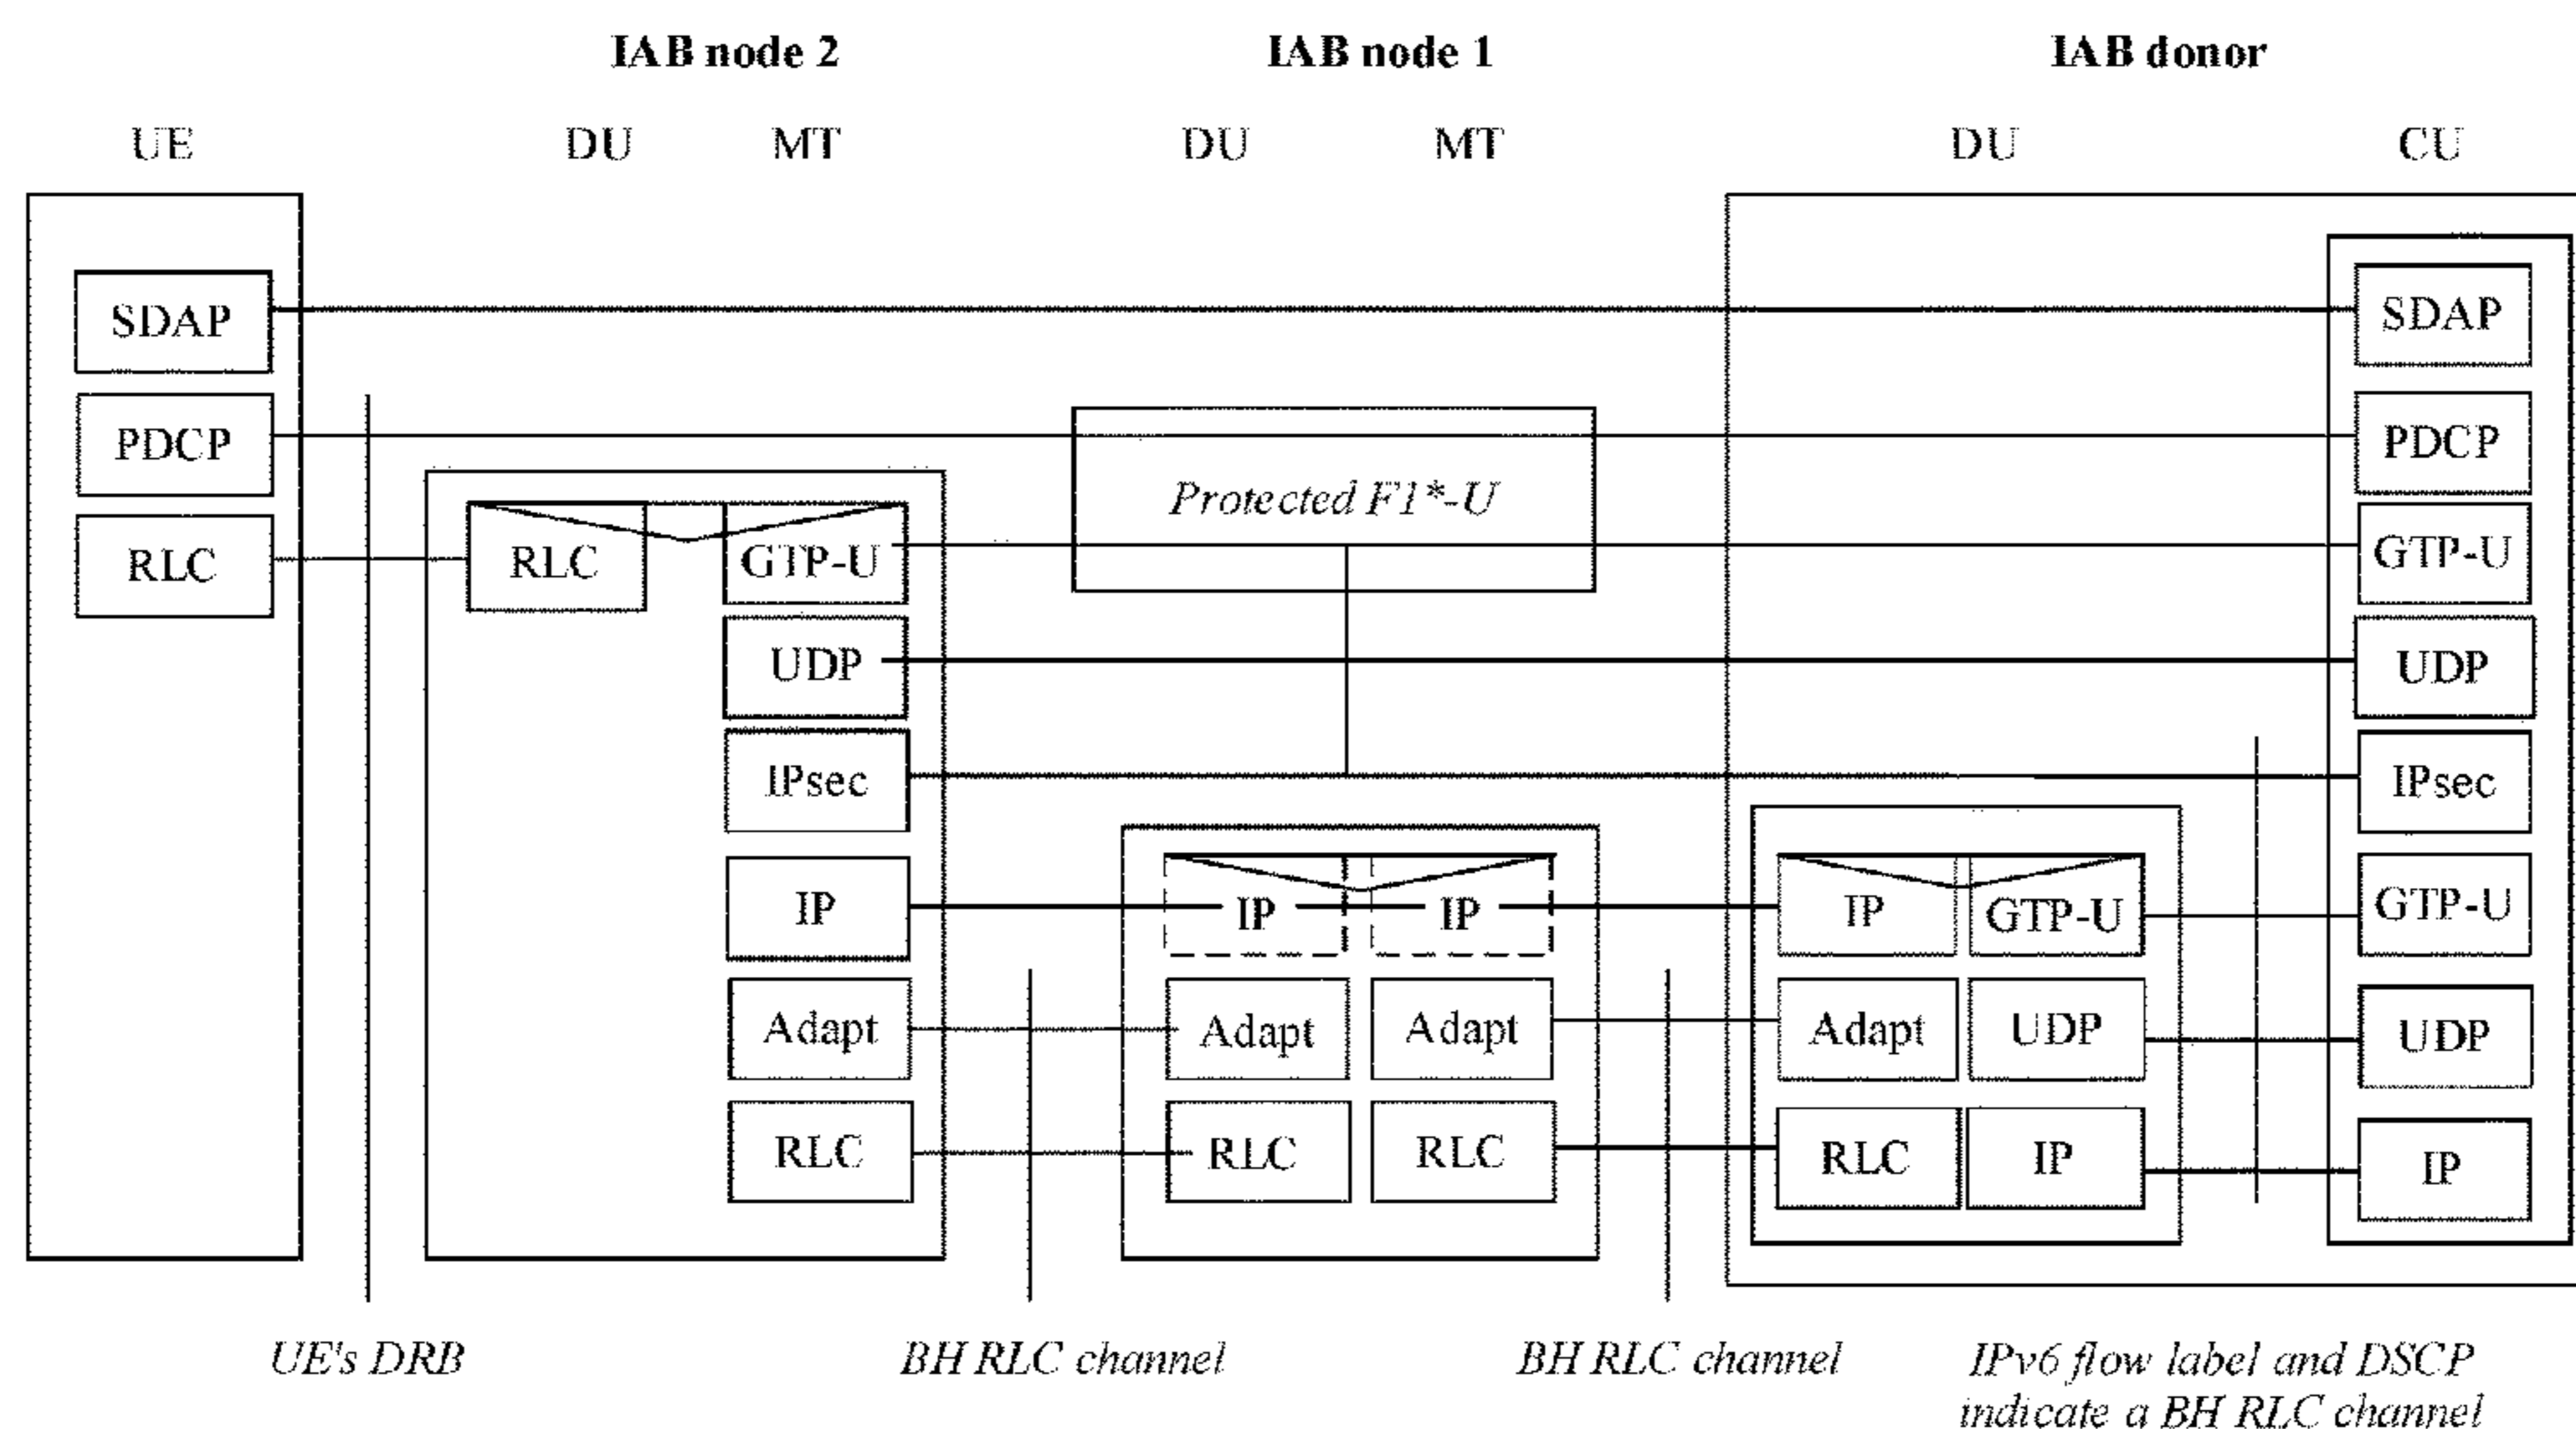 IAB node 2 IAB node 1 IAB donor
UE DU MT DU MT DU CU
SDAP SDAP
PDCP PDCP
Protected F1*-U
RLC RLC GTP-U GTP-U
UDP UDP
IPsec IPsec
IP IP IP IP GTP-U GTP-U
Adapt Adapt Adapt Adapt UDP UDP
RLC RLC RLC RLC IP IP
UE's DRB BH RLC channel BH RLC channel IPv6 flow label and DSCP
indicate a BH RLC channel